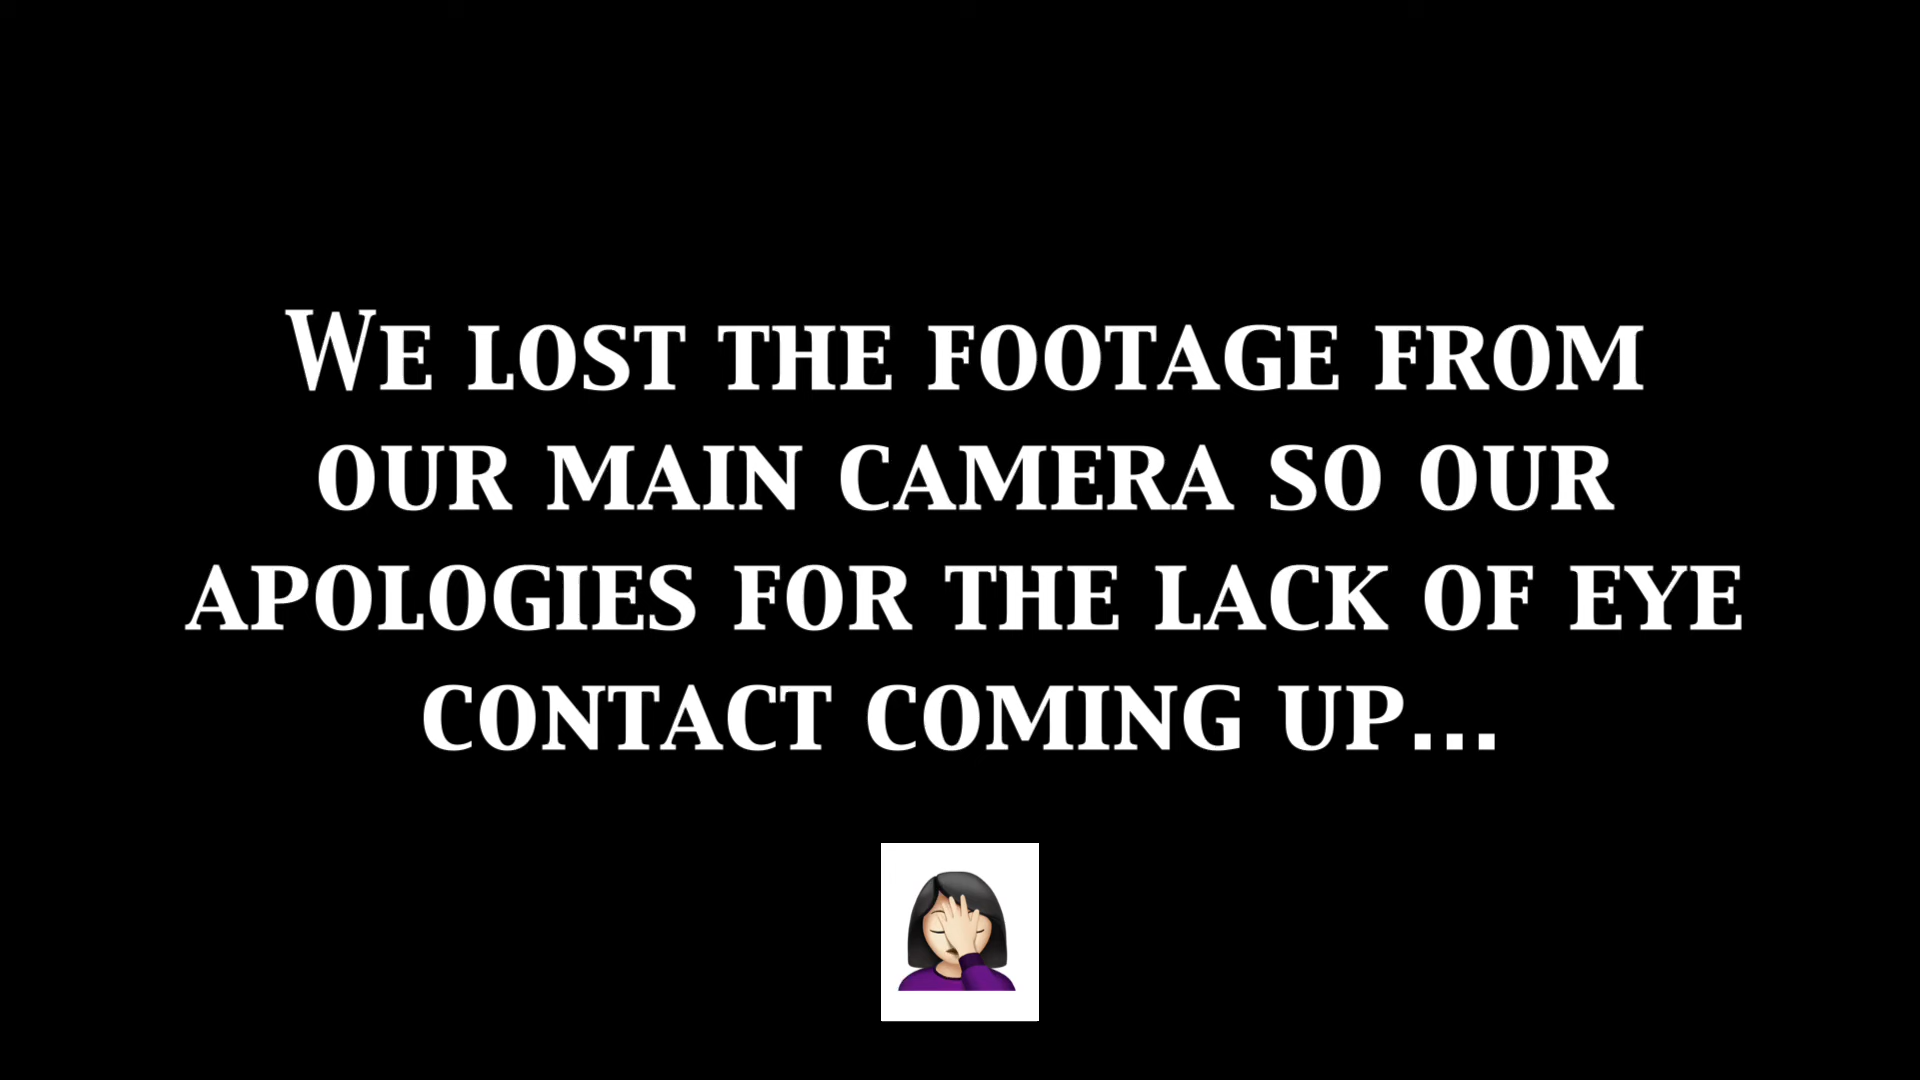 We lost the footage from
our main camera so our
apologies for the lack of eye
contact coming up...